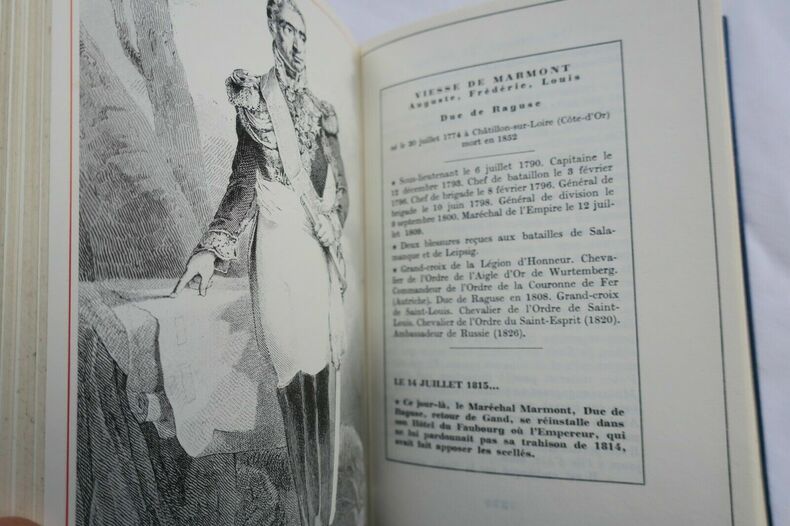 VIESSE DE MARMONT
Auguste, Frédéric, Louis
Duc de Raguse
né le 20 juillet 1774 à Châtillon-sur-Loire (Côte-d'Or)
mort en 1852
★ Sous-lieutenant le 6 juillet 1790. Capitaine le
12 décembre 1793. Chef de bataillon le 3 février
1796. Chef de brigade le 8 février 1796. Général de
brigade le 10 juin 1798. Général de division le
9 septembre 1800. Maréchal de l'Empire le 12 juil-
let 1809.
★ Deux blessures reçues aux batailles de Sala-
manque et de Leipsig.
★ Grand-croix de la Légion d'Honneur. Cheva-
lier de l'Ordre de l'Aigle d'Or de Wurtemberg.
Commandeur de l'Ordre de la Couronne de Fer
(Autriche). Duc de Raguse en 1808. Grand-croix
de Saint-Louis. Chevalier de l'Ordre de Saint-
Louis. Chevalier de l'Ordre du Saint-Esprit (1820).
Ambassadeur de Russie (1826).
LE 14 JUILLET 1815...
★ Ce jour-là, le Maréchal Marmont, Duc de
Raguse, retour de Gand, se réinstalle dans
son Hôtel du Faubourg où l'Empereur, qui
ne lui pardonnait pas sa trahison de 1814,
avait fait apposer les scellés.